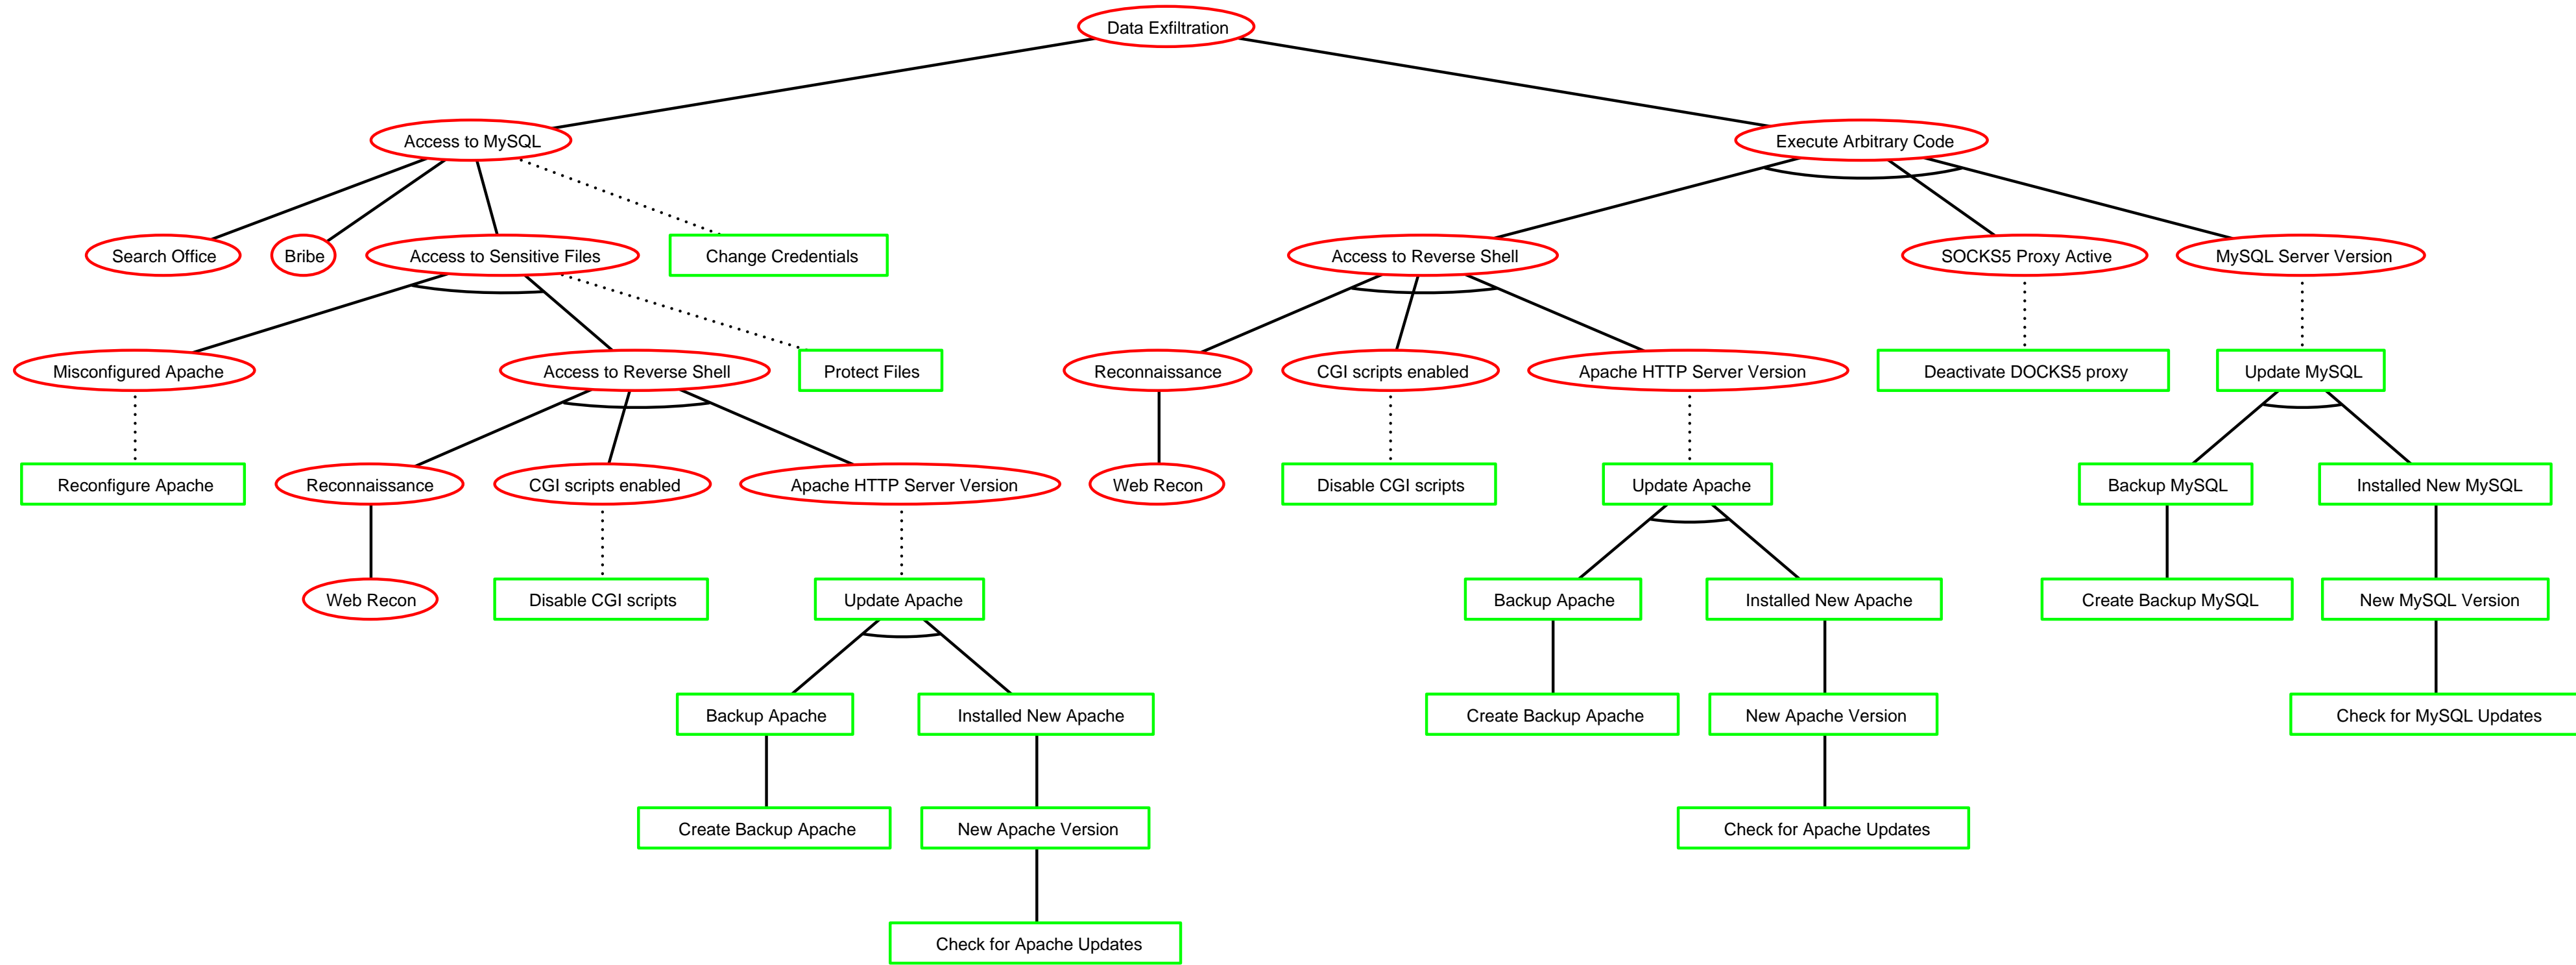 Data Exfiltration
Access to MySQL
Execute Arbitrary Code
Search Office
Bribe
Access to Sensitive Files
Change Credentials
Access to Reverse Shell
SOCKS5 Proxy Active
MySQL Server Version
Misconfigured Apache
Access to Reverse Shell
Protect Files
Reconnaissance
CGI scripts enabled
Apache HTTP Server Version
Deactivate DOCKS5 proxy
Update MySQL
Reconfigure Apache
Reconnaissance
CGI scripts enabled
Apache HTTP Server Version
Web Recon
Disable CGI scripts
Update Apache
Backup MySQL
Installed New MySQL
Web Recon
Disable CGI scripts
Update Apache
Backup Apache
Installed New Apache
Create Backup MySQL
New MySQL Version
Backup Apache
Installed New Apache
Create Backup Apache
New Apache Version
Check for MySQL Updates
Create Backup Apache
New Apache Version
Check for Apache Updates
Check for Apache Updates